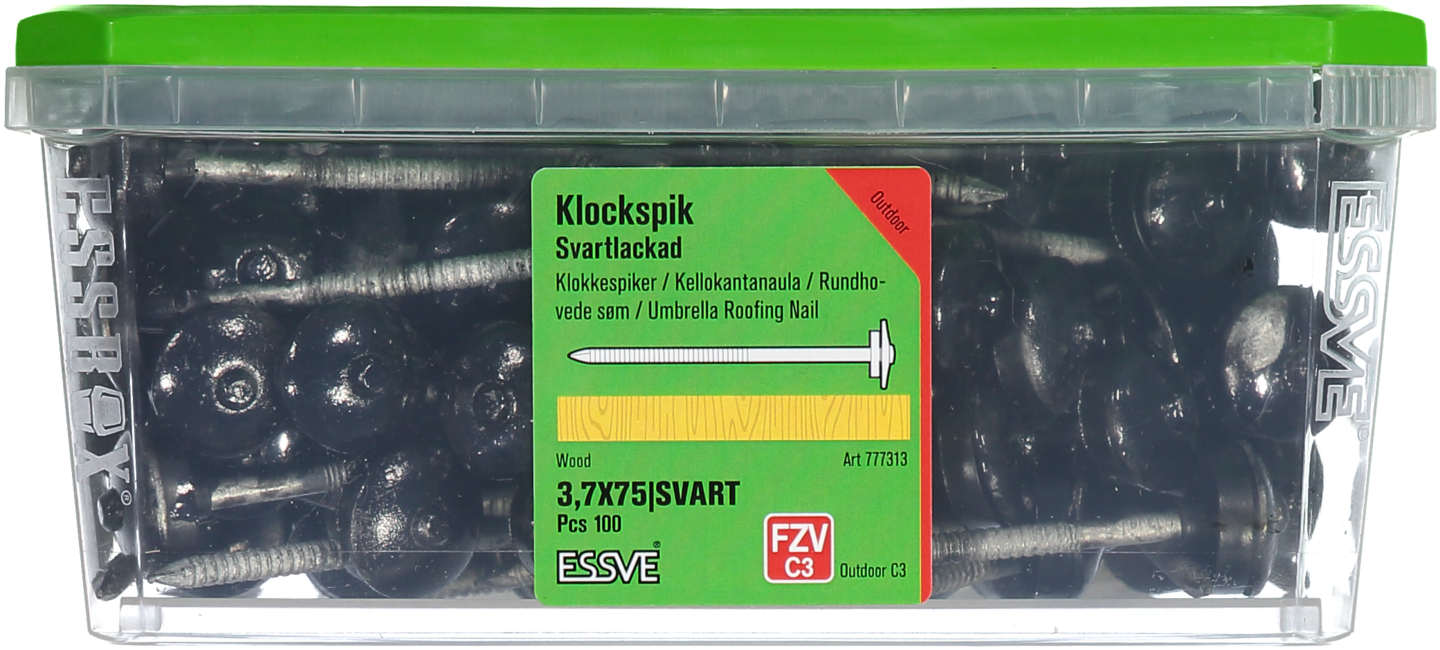 Klockspik
Outdoor
Svartlackad
Klokkespiker / Kellokantanaula / Rundho-
vede søm / Umbrella Roofing Nail
Wood
Art 777313
3,7X75|SVART
Pcs 100
ESSVE®
FZV
C3
Outdoor C3
ESSBOX®
ESSVE®